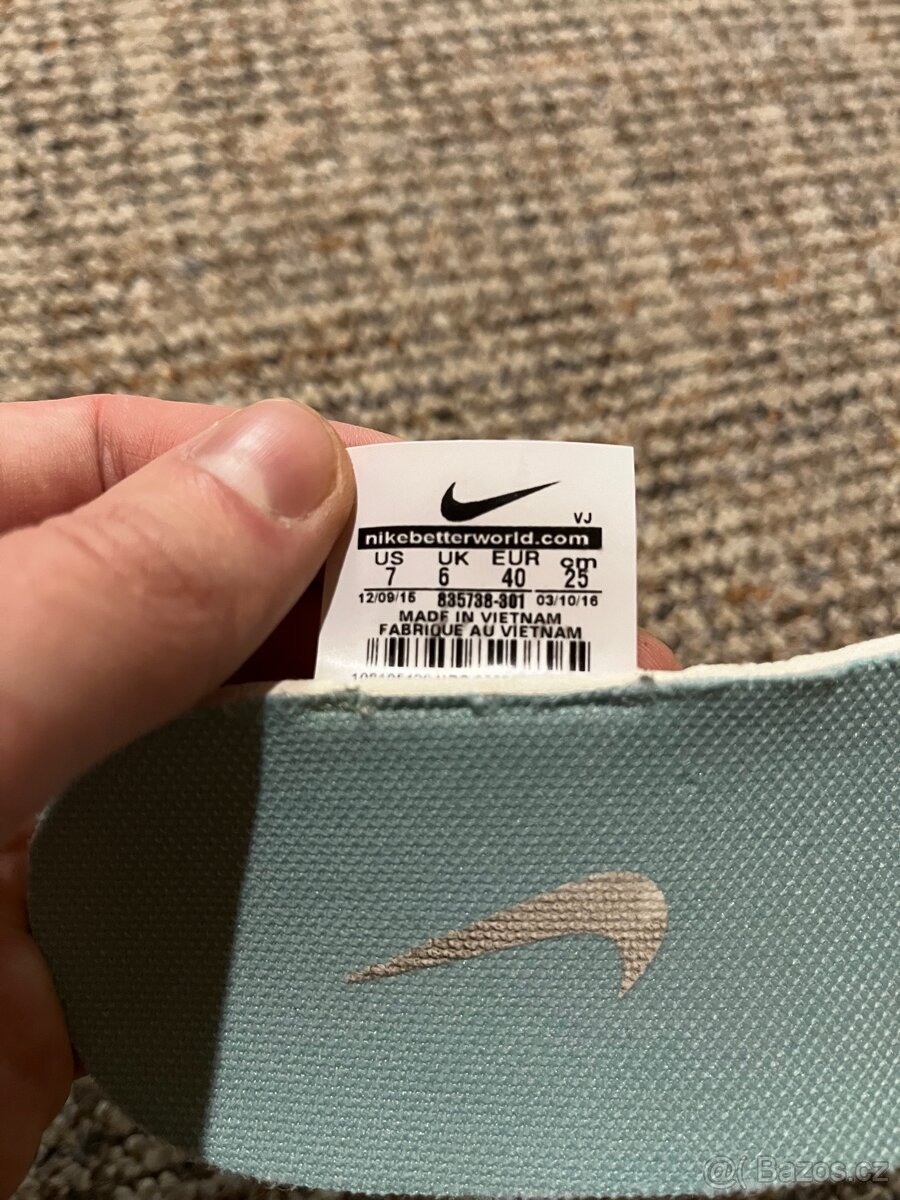 VJ
nikebetterworld.com
US UK EUR cm
7 6 40 25
12/09/15 835738-301 03/10/16
MADE IN VIETNAM
FABRIQUE AU VIETNAM
@( Bazos.cz